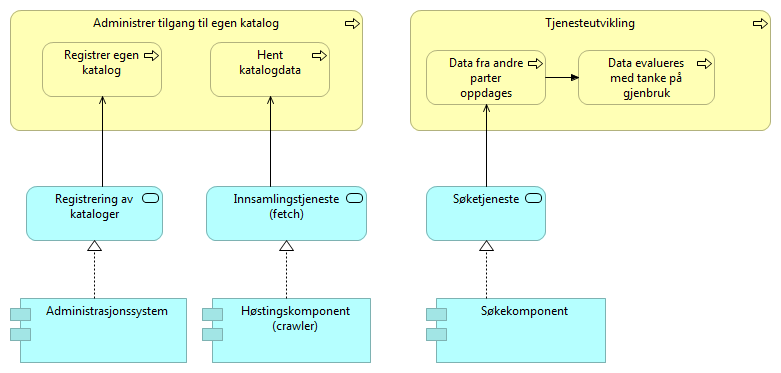 Administrer tilgang til egen katalog
Registrer egen
katalog
Hent
katalogdata
Tjenesteutvikling
Data fra andre
parter
oppdages
Data evalueres
med tanke på
gjenbruk
Registrering av
kataloger
Innsamlingstjeneste
(fetch)
Søketjeneste
Administrasjonssystem
Høstingskomponent
(crawler)
Søkekomponent